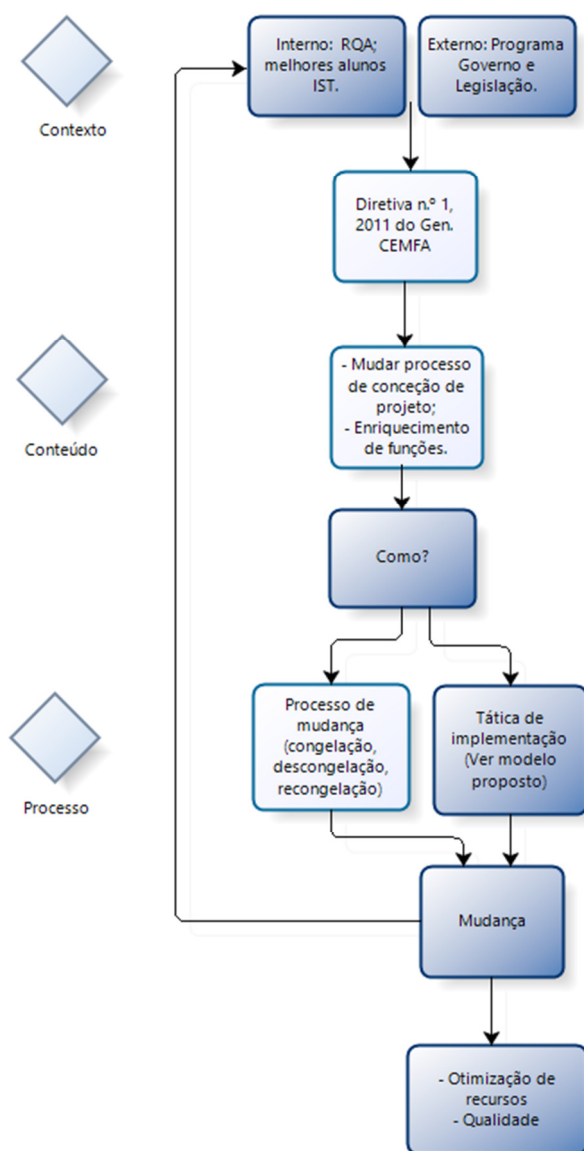 Interno: RQA;
melhores alunos
IST.
Externo: Programa
Governo e
Legislação.
Contexto
Diretiva n.º 1,
2011 do Gen.
CEMFA
- Mudar processo
de conceção de
projeto;
- Enriquecimento
de funções.
Conteúdo
Como?
Processo de
mudança
(congelação,
descongelação,
recongelação)
Tática de
implementação
(Ver modelo
proposto)
Processo
Mudança
- Otimização de
recursos
- Qualidade